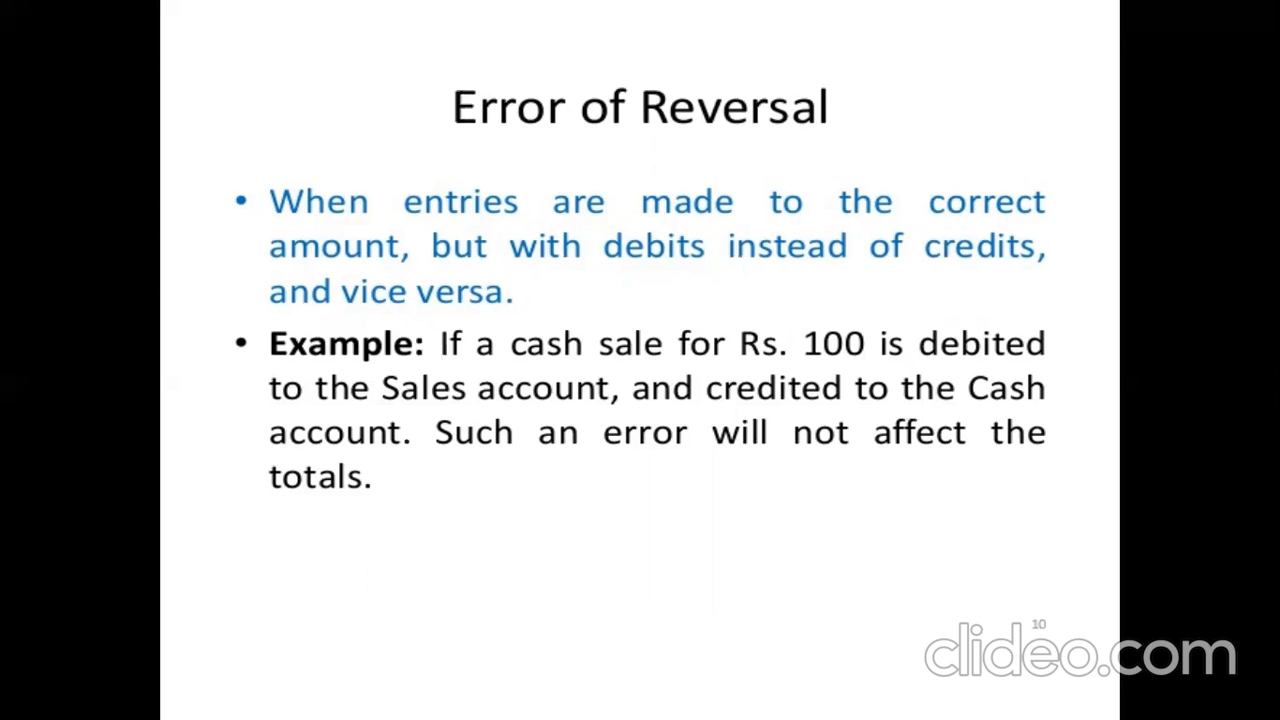 Error of Reversal
• When entries are made to the correct
amount, but with debits instead of credits,
and vice versa.
• Example: If a cash sale for Rs. 100 is debited
to the Sales account, and credited to the Cash
account. Such an error will not affect the
totals.
10
clideo.com